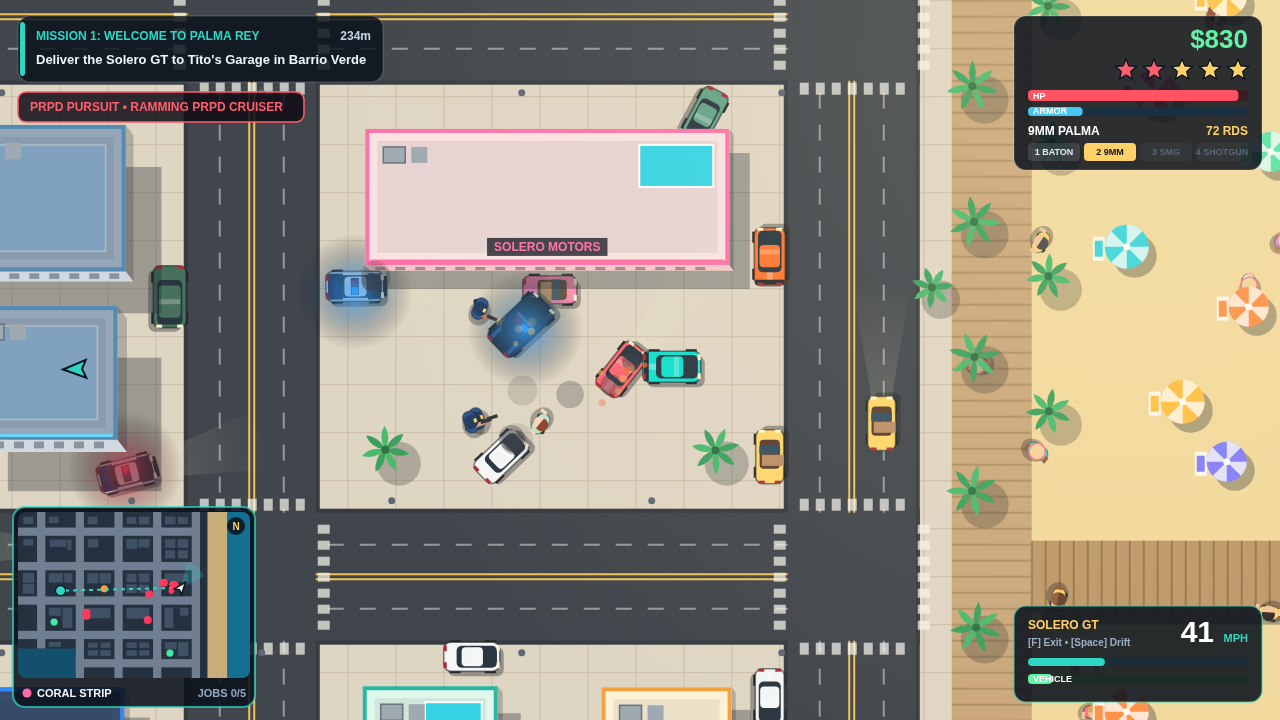 MISSION 1: WELCOME TO PALMA REY 234m
Deliver the Solero GT to Tito's Garage in Barrio Verde
PRPD PURSUIT • RAMMING PRPD CRUISER
$830
HP
ARMOR
9MM PALMA 72 RDS
1 BATON 2 9MM 3 SMG 4 SHOTGUN
SOLERO MOTORS
N
CORAL STRIP JOBS 0/5
SOLERO GT
[F] Exit • [Space] Drift
41 MPH
VEHICLE